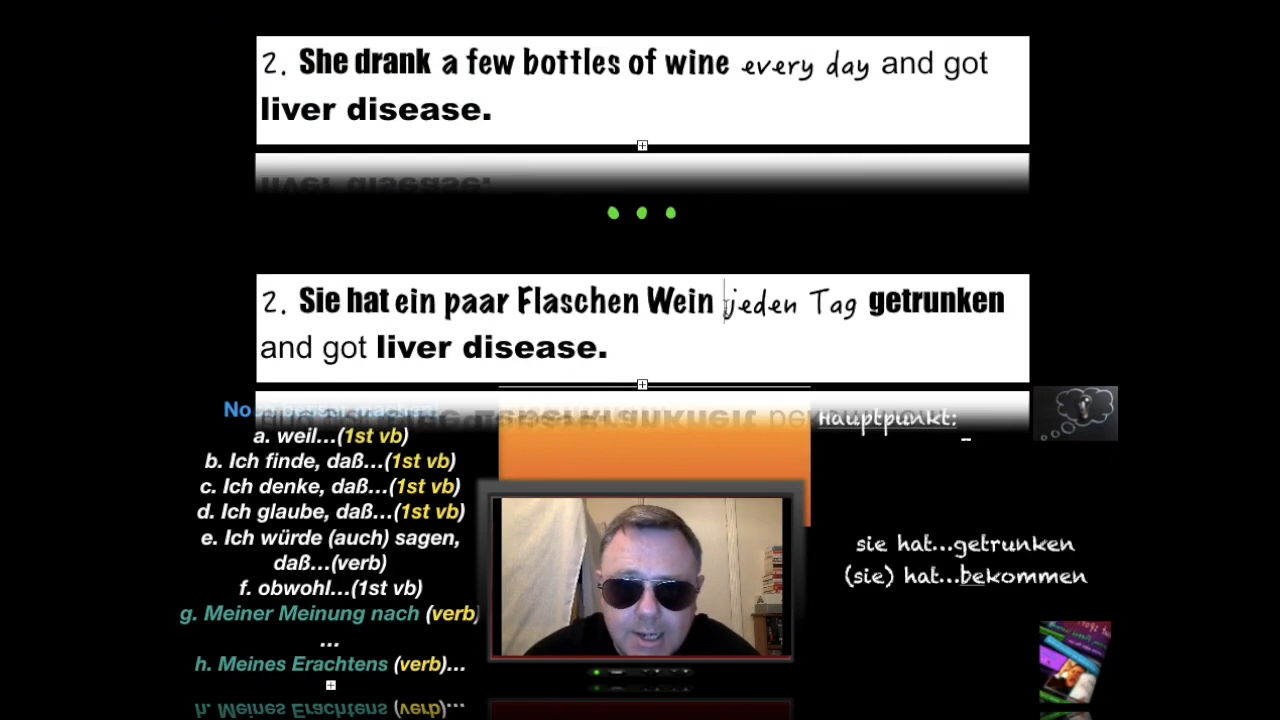 2. She drank a few bottles of wine every day and got
liver disease.
2. Sie hat ein paar Flaschen Wein jeden Tag getrunken
and got liver disease.
Hauptpunkt:
a. weil...(1st vb)
b. Ich finde, daß...(1st vb)
c. Ich denke, daß...(1st vb)
d. Ich glaube, daß...(1st vb)
e. Ich würde (auch) sagen,
daß...(verb)
f. obwohl...(1st vb)
g. Meiner Meinung nach (verb)
...
h. Meines Erachtens (verb)...
sie hat...getrunken
(sie) hat...bekommen